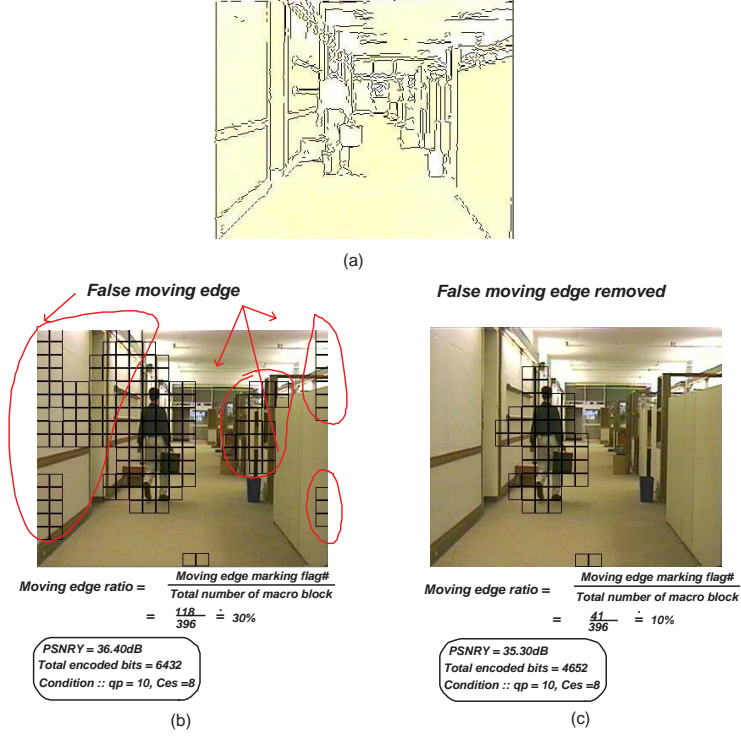 (a)
False moving edge
False moving edge removed
Moving edge ratio = Moving edge marking flag#
Total number of macro block
= 118
396 ≐ 30%
PSNRY = 36.40dB
Total encoded bits = 6432
Condition :: qp = 10, Ces =8
(b)
Moving edge ratio = Moving edge marking flag#
Total number of macro block
= 41
396 ≐ 10%
PSNRY = 35.30dB
Total encoded bits = 4652
Condition :: qp = 10, Ces =8
(c)